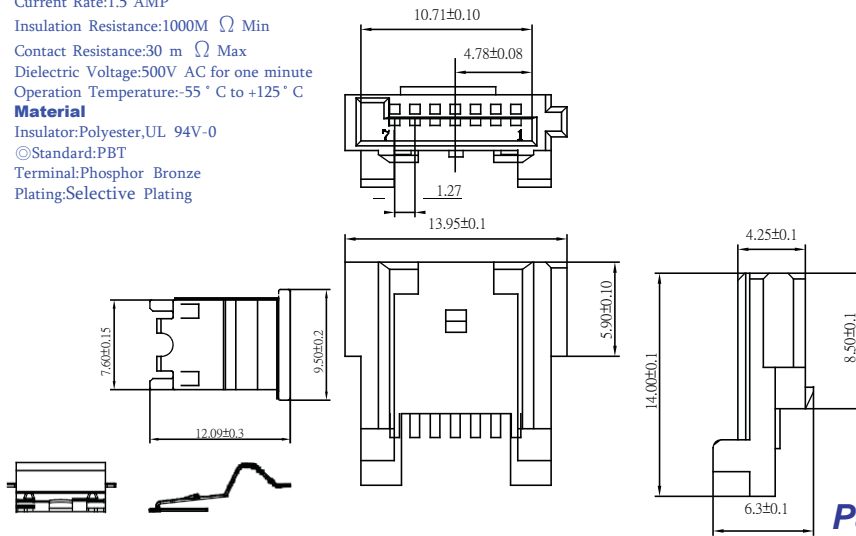 Current Rate:1.5 AMP
Insulation Resistance:1000M Ω Min
Contact Resistance:30 m Ω Max
Dielectric Voltage:500V AC for one minute
Operation Temperature:-55˚C to +125˚C
Material
Insulator:Polyester,UL 94V-0
◎Standard:PBT
Terminal:Phosphor Bronze
Plating:Selective Plating
10.71±0.10
4.78±0.08
7 1
1.27
13.95±0.1
5.90±0.10
4.25±0.1
8.50±0.1
14.00±0.1
6.3±0.1
7.60±0.15
9.50±0.2
12.09±0.3